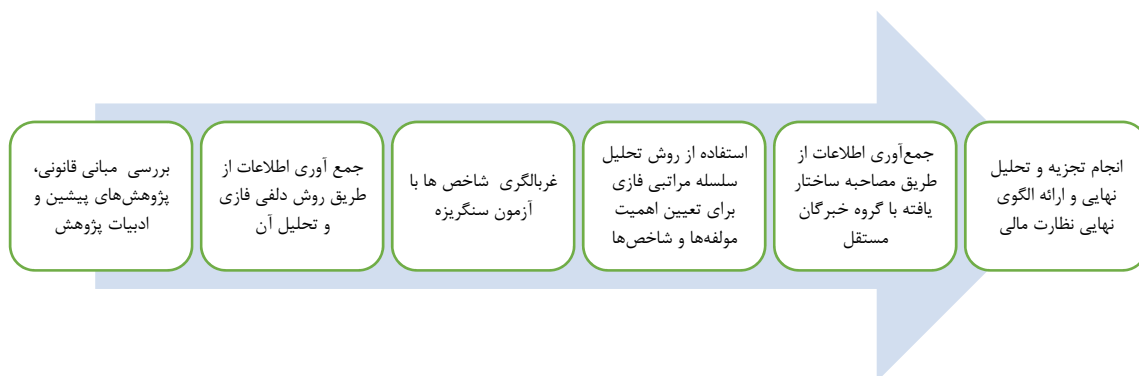 بررسی مبانی قانونی،
پژوهش‌های پیشین و
ادبیات پژوهش
جمع آوری اطلاعات از
طریق روش دلفی فازی
و تحلیل آن
غربالگری شاخص ها با
آزمون سنگریزه
استفاده از روش تحلیل
سلسله مراتبی فازی
برای تعیین اهمیت
مولفه‌ها و شاخص‌ها
جمع‌آوری اطلاعات از
طریق مصاحبه ساختار
یافته با گروه خبرگان
مستقل
انجام تجزیه و تحلیل
نهایی و ارائه الگوی
نهایی نظارت مالی